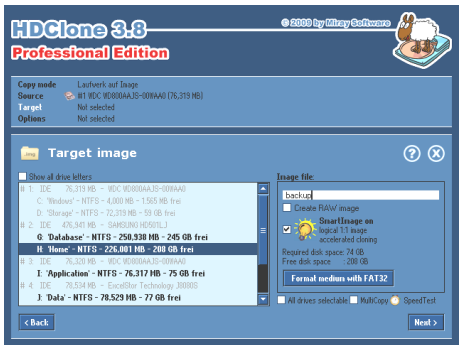 HDClone 3.8
Professional Edition
© 2009 by Miray Software
Copy mode Laufwerk auf Image
Source #1 WDC WD800AAJS-00WAA0 (76,319 MB)
Target Not selected
Options Not selected
.img Target image ? X
Show all drive letters
# 1: IDE 76,319 MB - WDC WD800AAJS-00WAA0
C: 'Windows' - NTFS - 4,000 MB - 1,565 MB frei
D: 'Storage' - NTFS - 72,319 MB - 59 GB frei
# 2: IDE 476,941 MB - SAMSUNG HD501LJ
G: 'Database' - NTFS - 250,938 MB - 245 GB frei
H: 'Home' - NTFS - 226,001 MB - 208 GB frei
# 3: IDE 76,320 MB - WDC WD800AAJS-00WAA0
I: 'Application' - NTFS - 76,317 MB - 75 GB frei
# 4: IDE 78,534 MB - ExcelStor Technology J8080S
J: 'Data' - NTFS - 78,529 MB - 77 GB frei
Image file:
backup
Create RAW image
SmartImage on
logical 1:1 image
accelerated cloning
Required disk space: 74 GB
Free disk space : 208 GB
Format medium with FAT32
All drives selectable MultiCopy SpeedTest
< Back Next >